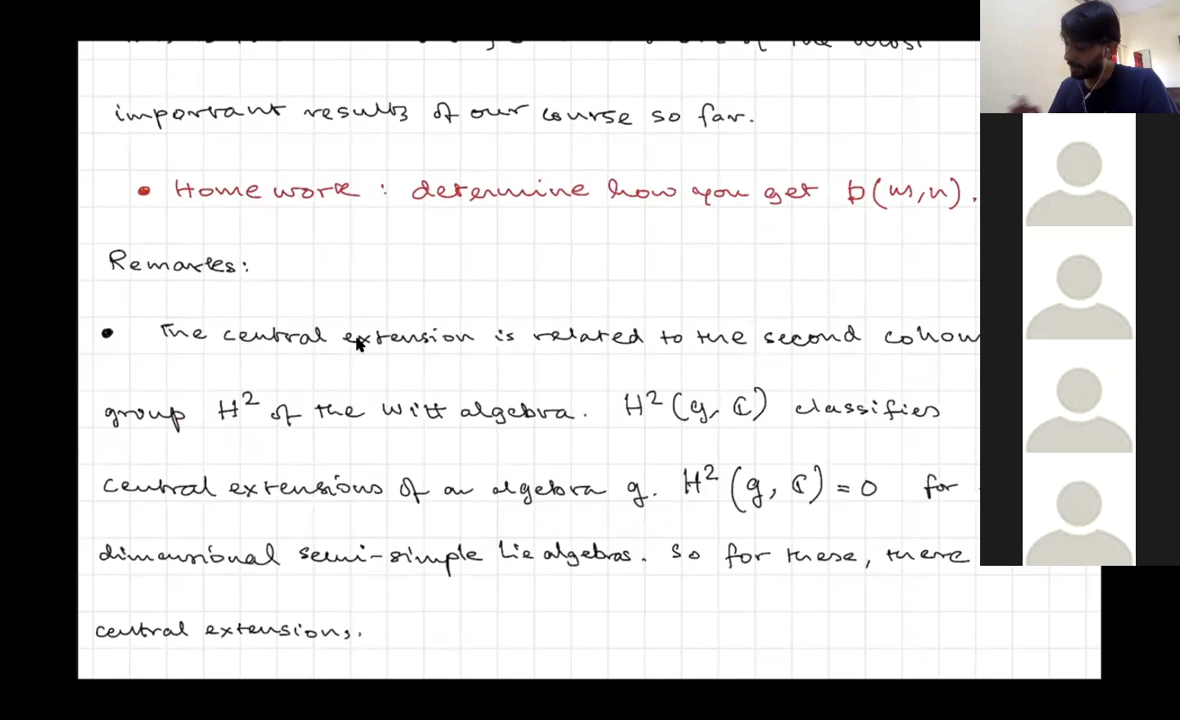 important results of our course so far.
• Homework : determine how you get b(m,n).
Remarks:
• The central extension is related to the second cohom
group H² of the Witt algebra. H²(g, ℂ) classifies
central extensions of an algebra g. H²(g, ℂ) = 0 for
dimensional semi-simple Lie algebras. So for these, there
central extensions.